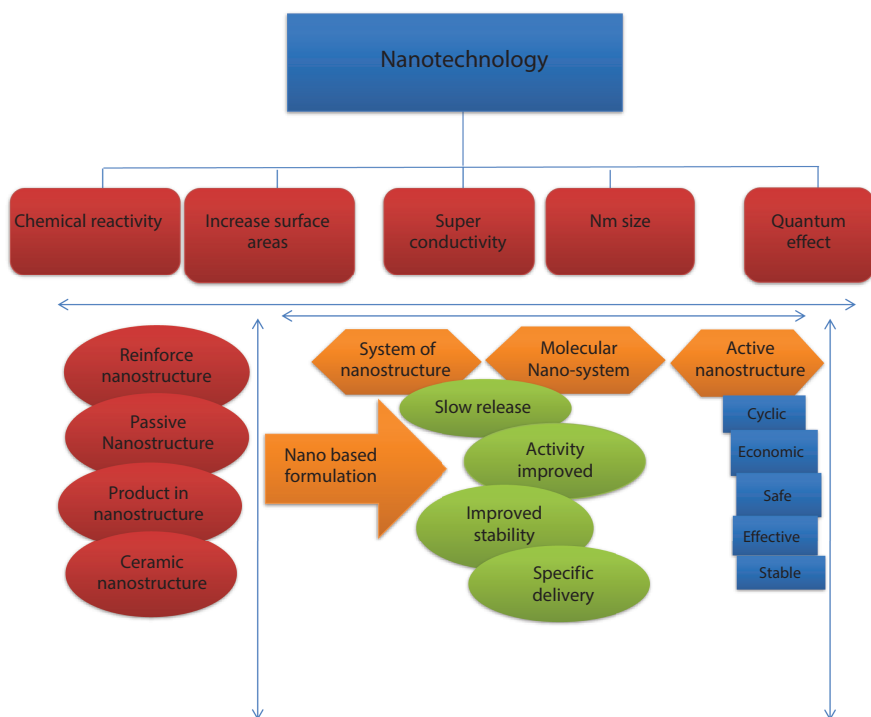 Nanotechnology
Chemical reactivity
Increase surface
areas
Super
conductivity
Nm size
Quantum
effect
Reinforce
nanostructure
Passive
Nanostructure
Product in
nanostructure
Ceramic
nanostructure
System of
nanostructure
Molecular
Nano-system
Active
nanostructure
Nano based
formulation
Slow release
Activity
improved
Improved
stability
Specific
delivery
Cyclic
Economic
Safe
Effective
Stable